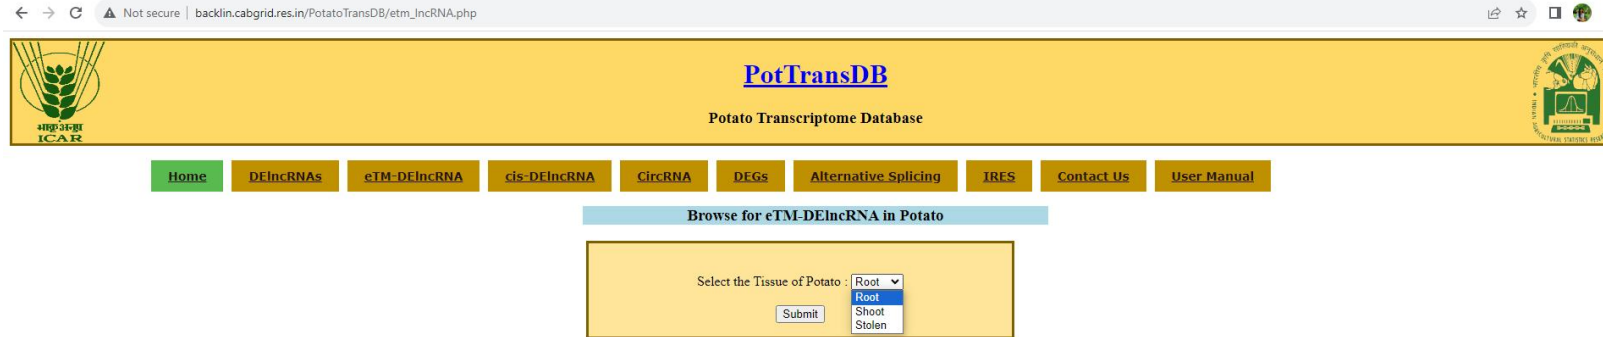 Not secure | backlin.cabgrid.res.in/PotatoTransDB/etm_lncRNA.php
PotTransDB
Potato Transcriptome Database
ICAR
Home DElncRNAs eTM-DElncRNA cis-DElncRNA CircRNA DEGs Alternative Splicing IRES Contact Us User Manual
Browse for eTM-DElncRNA in Potato
Select the Tissue of Potato : Root
Root
Submit Shoot
Stolen